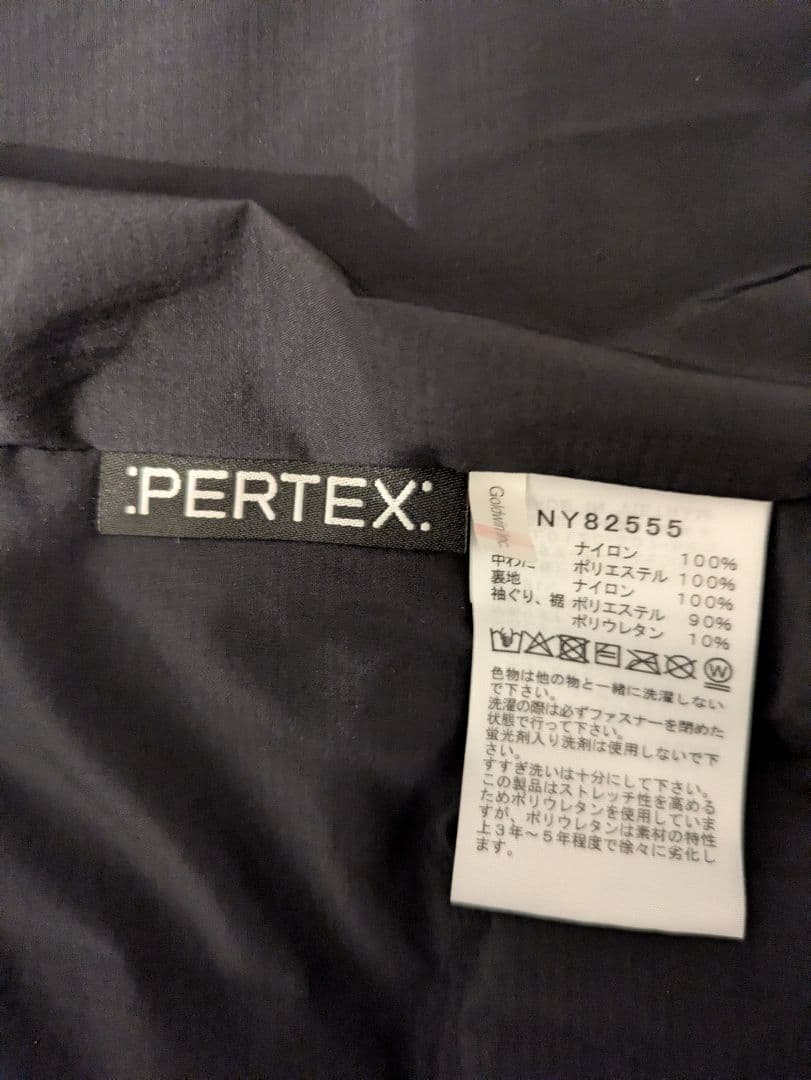 :PERTEX:
Goldwin Inc.
NY82555
ナイロン 100%
中わた ポリエステル 100%
裏地 ナイロン 100%
袖ぐり、裾 ポリエステル 90%
ポリウレタン 10%
W
色物は他の物と一緒に洗濯しない
で下さい。
洗濯の際は必ずファスナーを閉めた
状態で行って下さい。
蛍光剤入り洗剤は使用しないで下
さい。
すすぎ洗いは十分にして下さい。
この製品はストレッチ性を高める
ためポリウレタンを使用していま
すが、ポリウレタンは素材の特性
上3年〜5年程度で徐々に劣化し
ます。